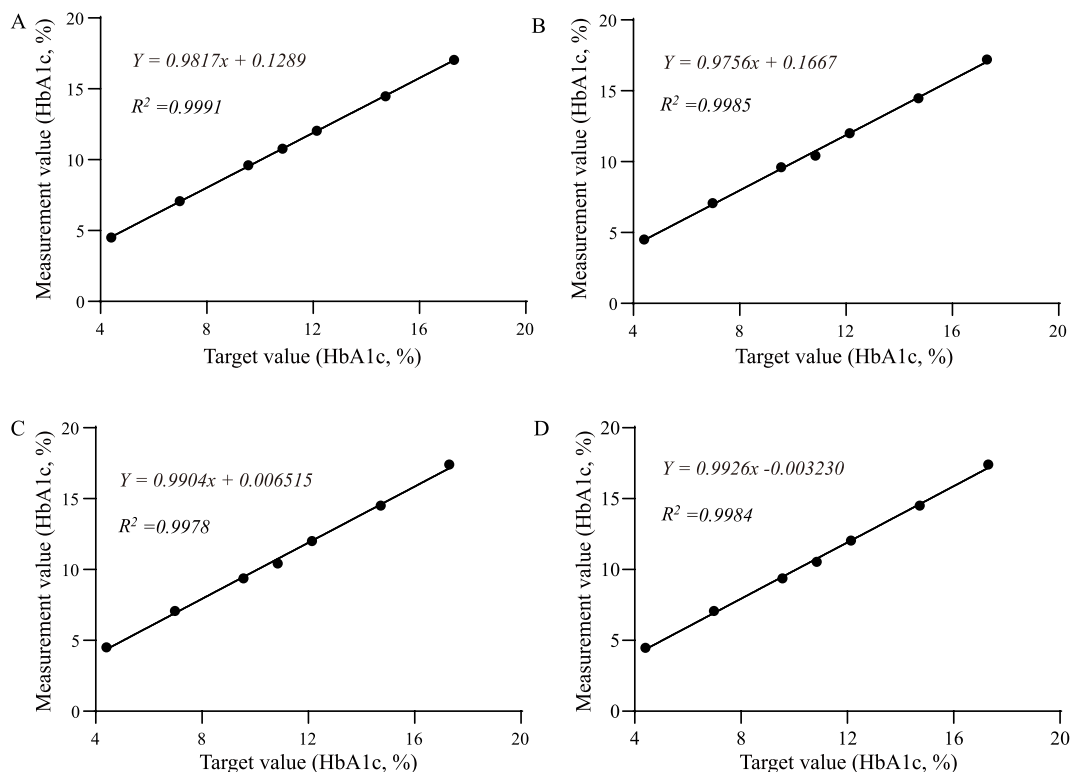 A
Measurement value (HbA1c, %)
20
15
10
5
0
Y = 0.9817x + 0.1289
R² =0.9991
4 8 12 16 20
Target value (HbA1c, %)
B
Measurement value (HbA1c, %)
20
15
10
5
0
Y = 0.9756x + 0.1667
R² =0.9985
4 8 12 16 20
Target value (HbA1c, %)
C
Measurement value (HbA1c, %)
20
15
10
5
0
Y = 0.9904x + 0.006515
R² =0.9978
4 8 12 16 20
Target value (HbA1c, %)
D
Measurement value (HbA1c, %)
20
15
10
5
0
Y = 0.9926x -0.003230
R² =0.9984
4 8 12 16 20
Target value (HbA1c, %)